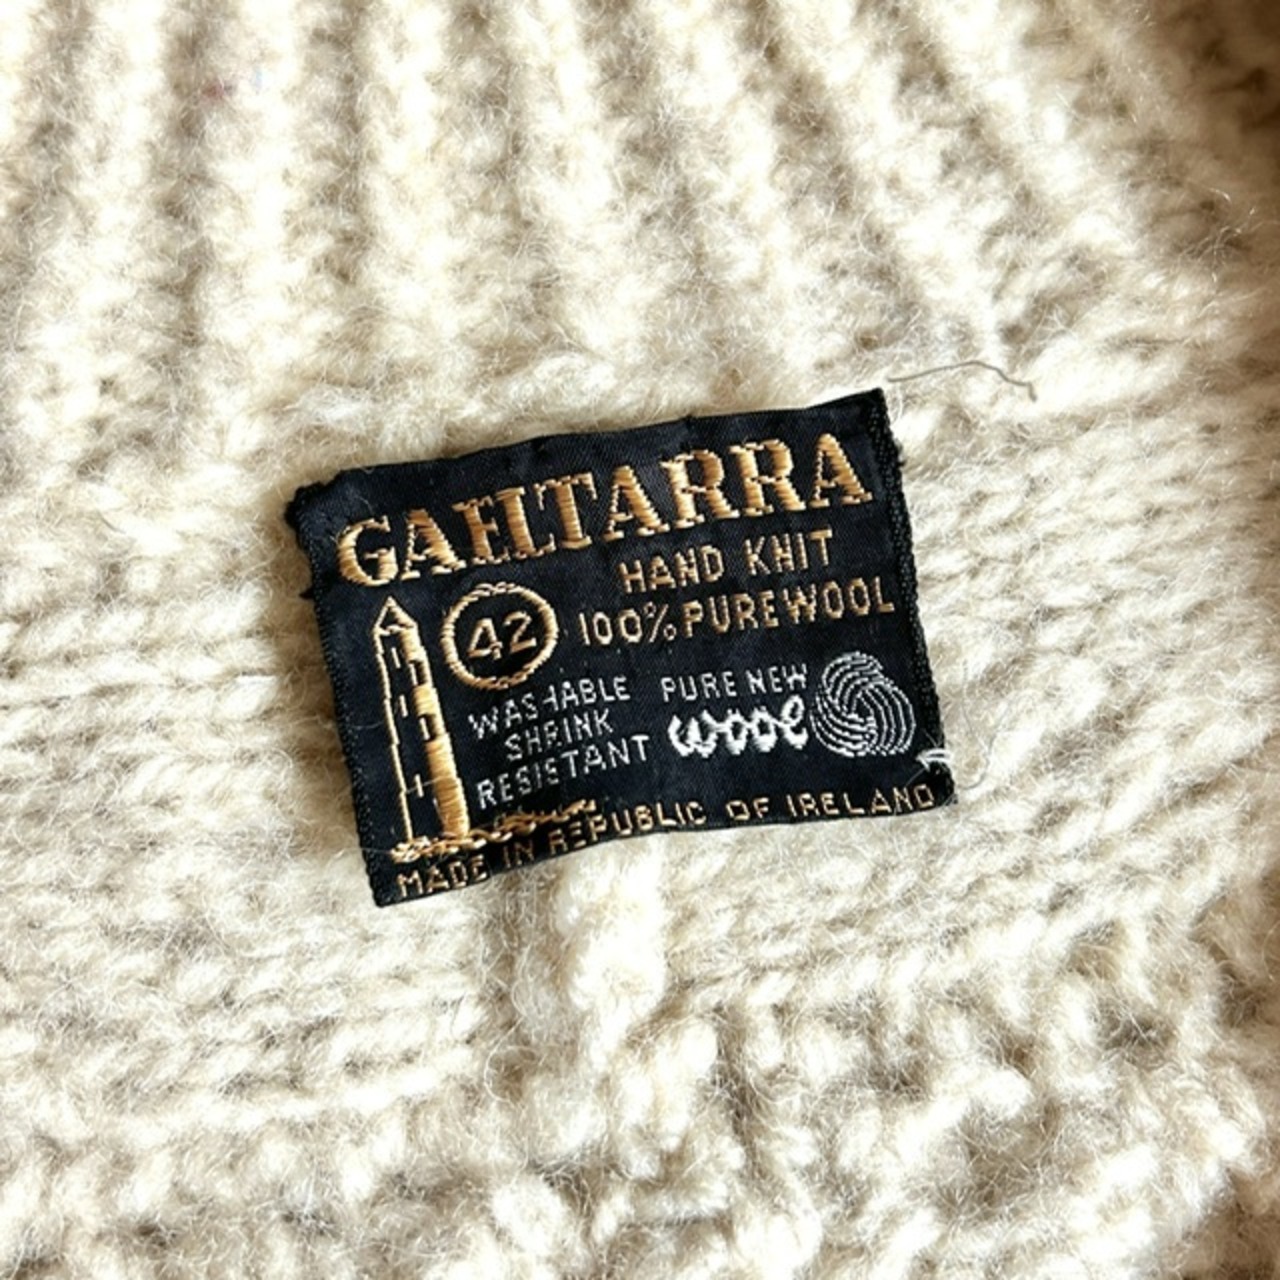 GAELTARRA
HAND KNIT
42
100% PURE WOOL
WASHABLE
SHRINK
RESISTANT
PURE NEW
wool
MADE IN REPUBLIC OF IRELAND